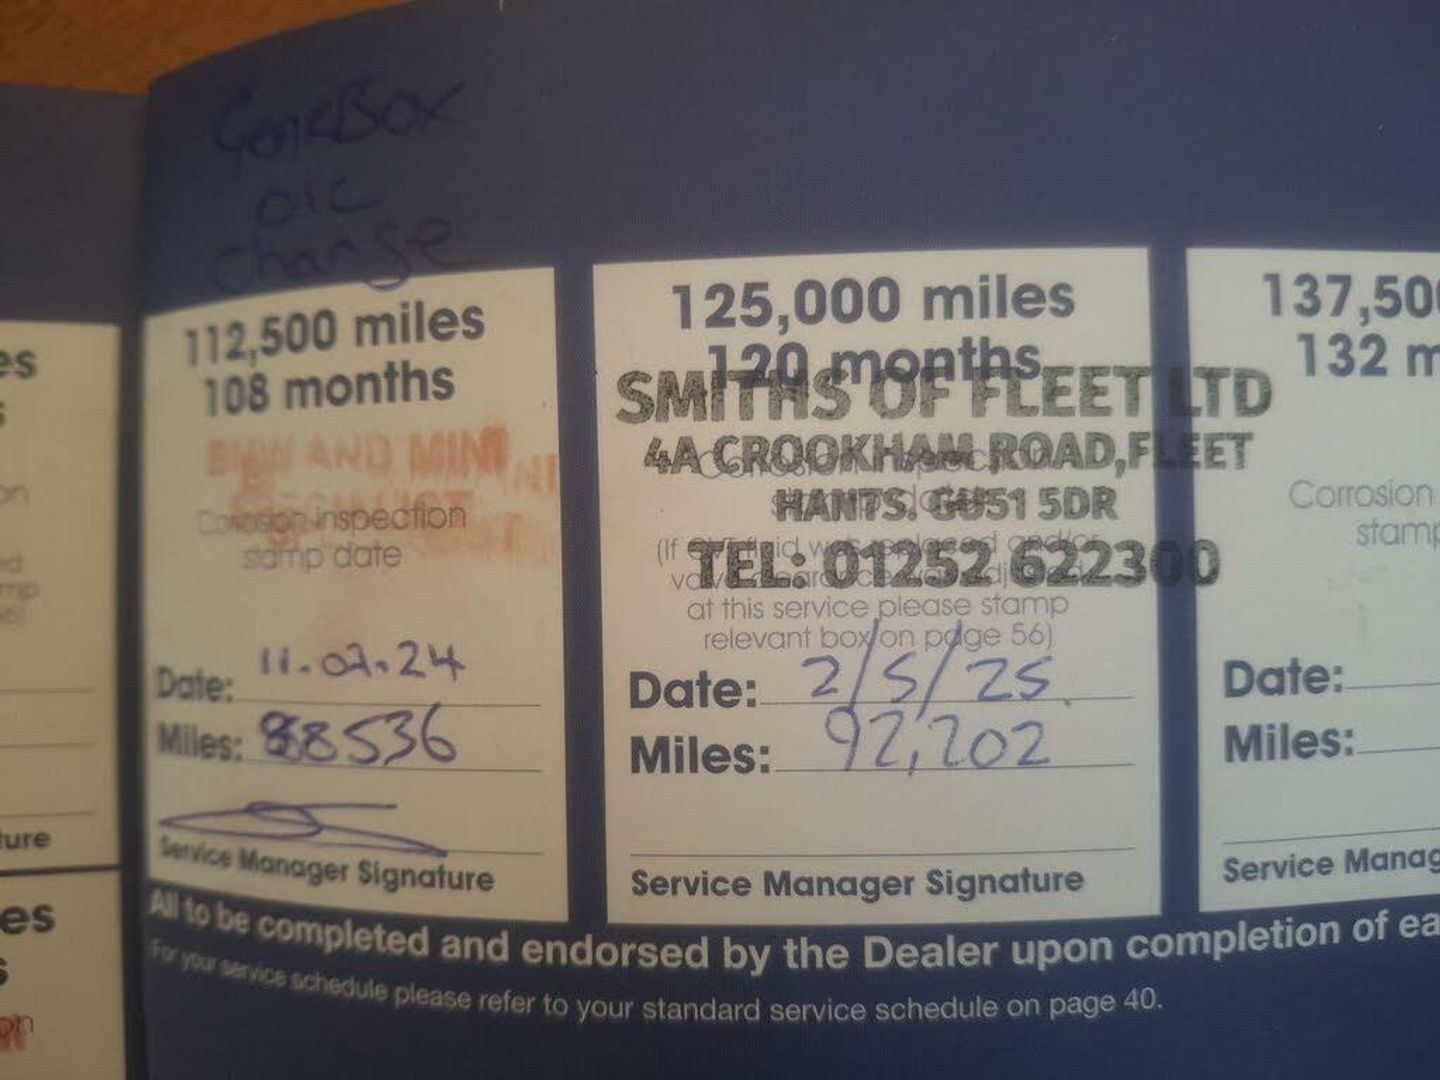 GearBox
oil
change
es
112,500 miles
108 months
BMW AND MINI
SPECIALIST
Corrosion inspection
stamp date
Date: 11.02.24
Miles: 88536
Service Manager Signature
125,000 miles
120 months
SMITHS OF FLEET LTD
4A CROOKHAM ROAD, FLEET
HANTS. GU51 5DR
TEL: 01252 622300
at this service please stamp
relevant box on page 56)
Date: 2/5/25.
Miles: 92,202
Service Manager Signature
137,50
132 m
Corrosion
stamp
Date:
Miles:
Service Manag
ture
es
All to be completed and endorsed by the Dealer upon completion of ea
For your service schedule please refer to your standard service schedule on page 40.